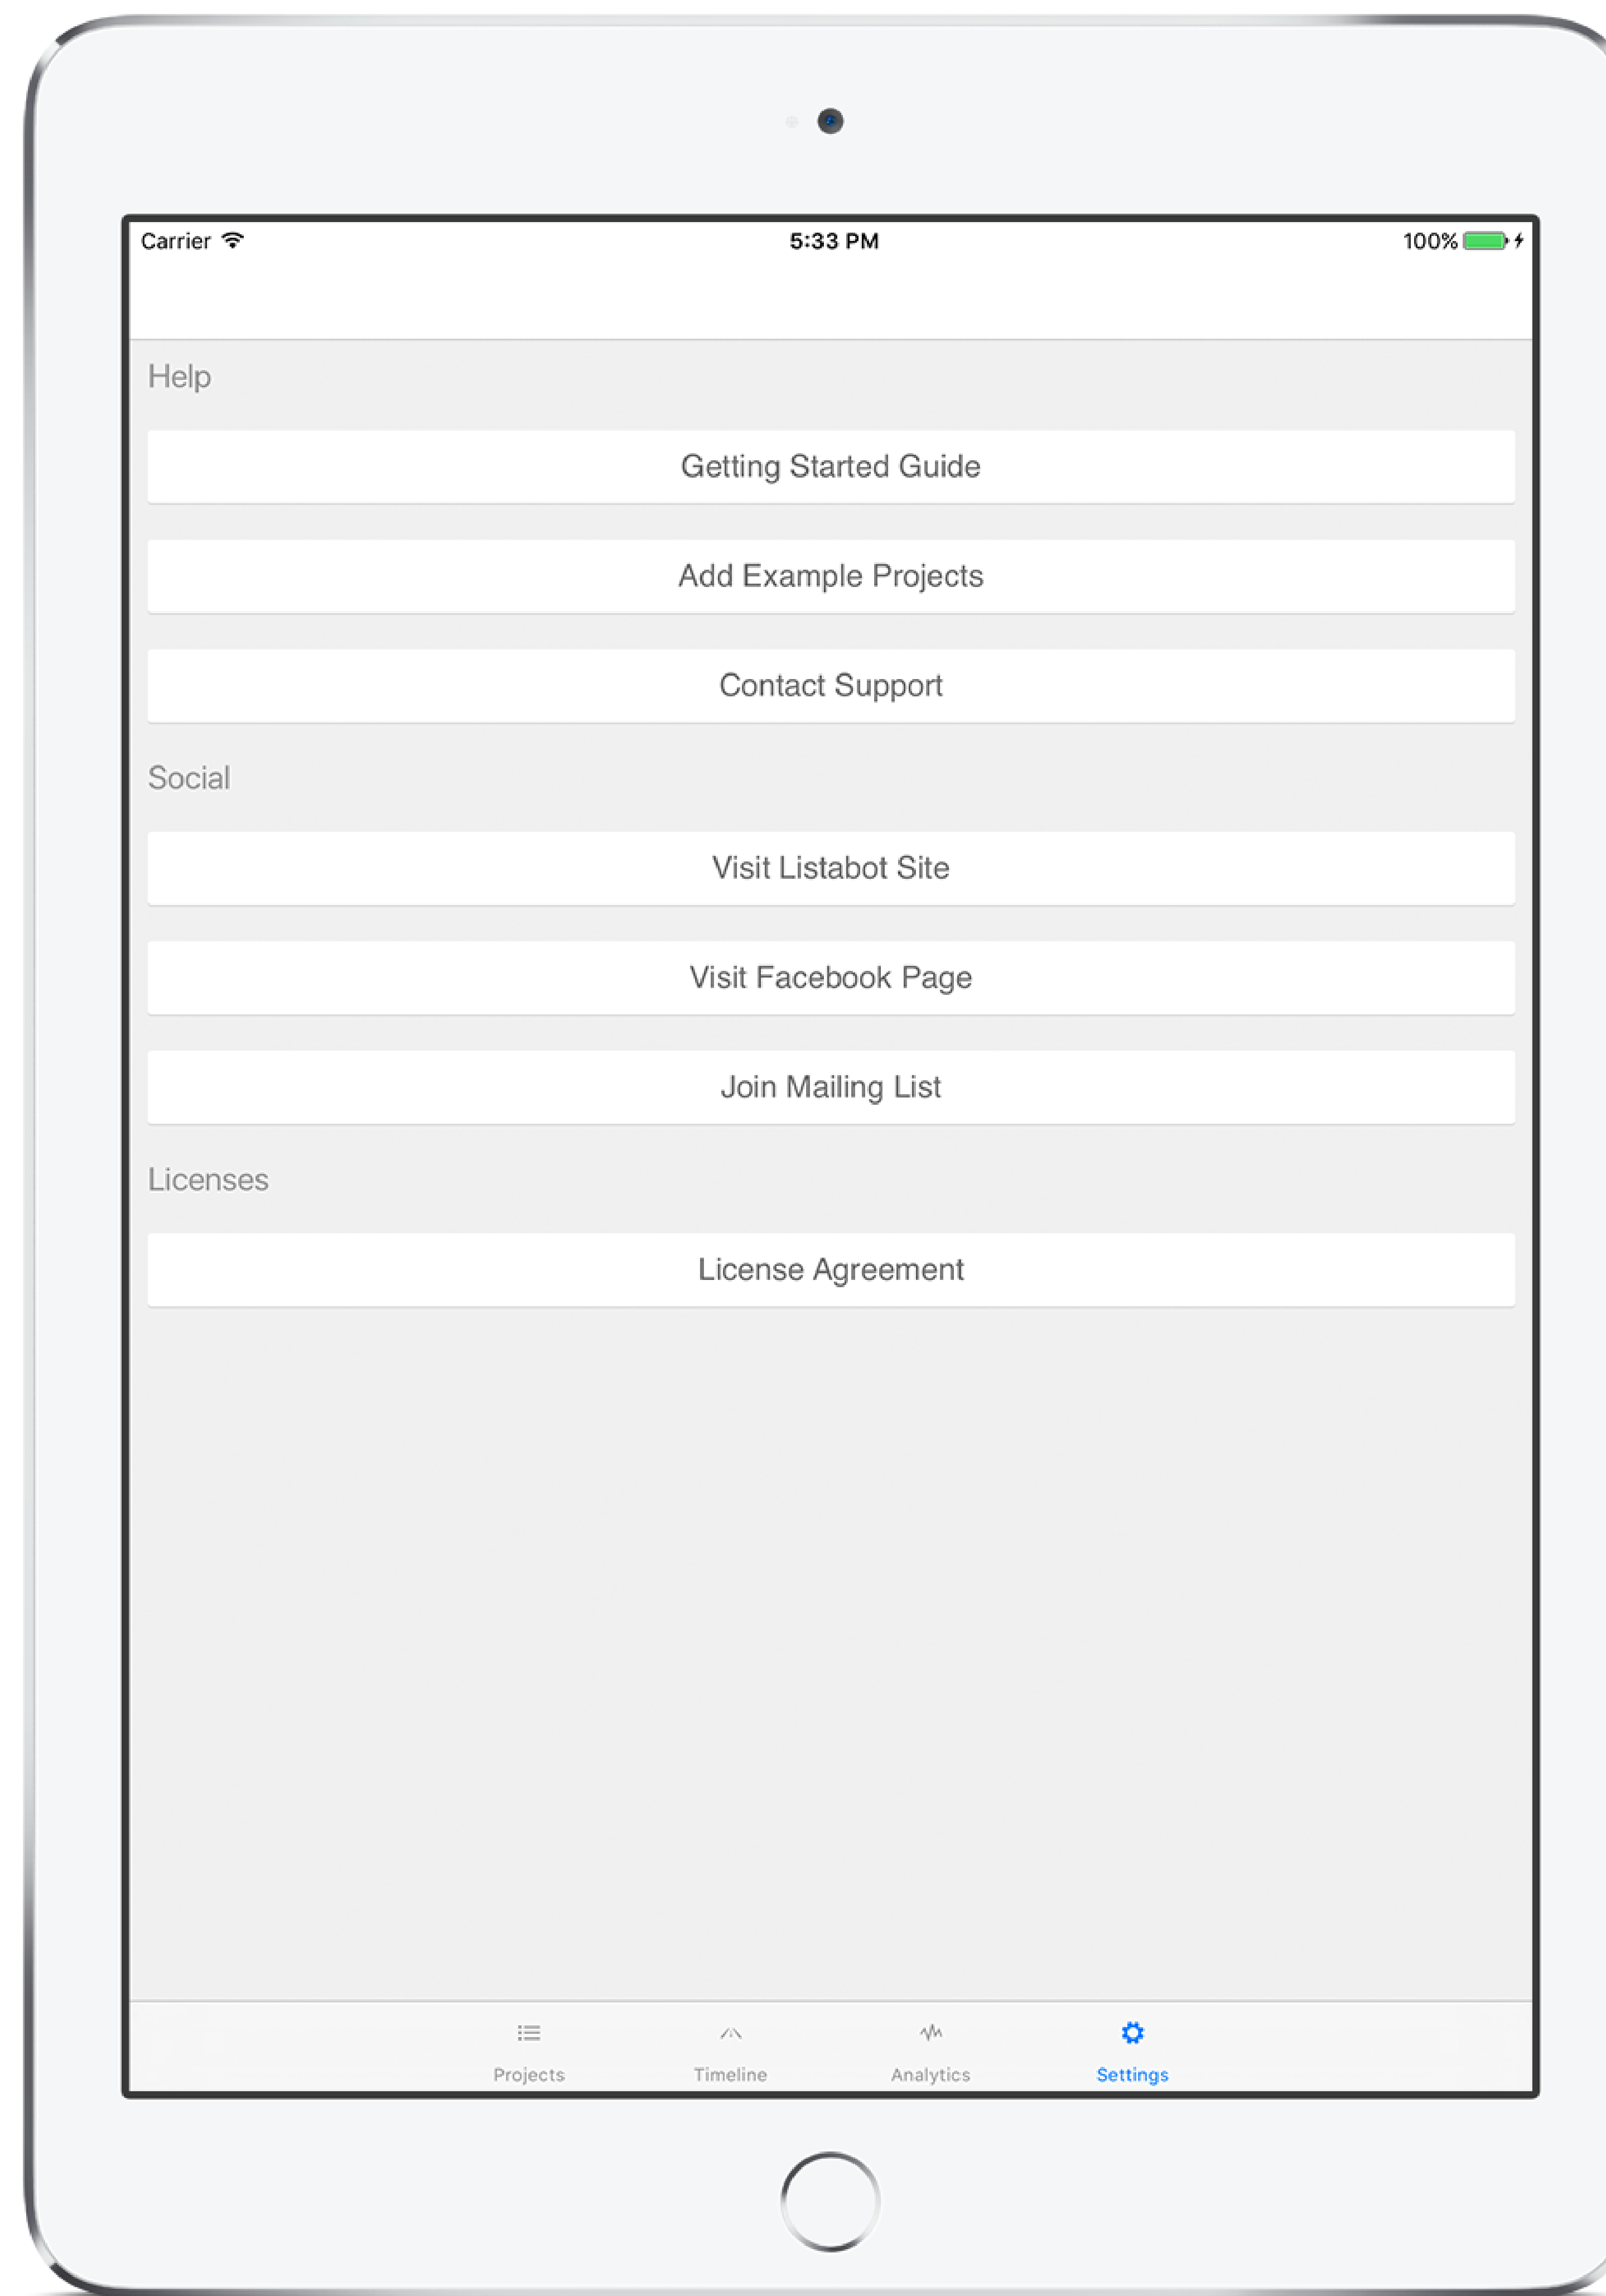 Carrier
5:33 PM
100%
Help
Getting Started Guide
Add Example Projects
Contact Support
Social
Visit Listabot Site
Visit Facebook Page
Join Mailing List
Licenses
License Agreement
Projects
Timeline
Analytics
Settings